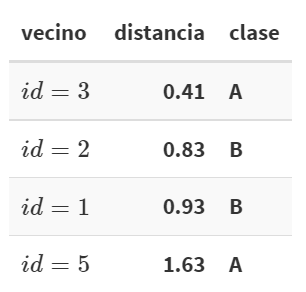 vecino distancia clase
id = 3 0.41 A
id = 2 0.83 B
id = 1 0.93 B
id = 5 1.63 A